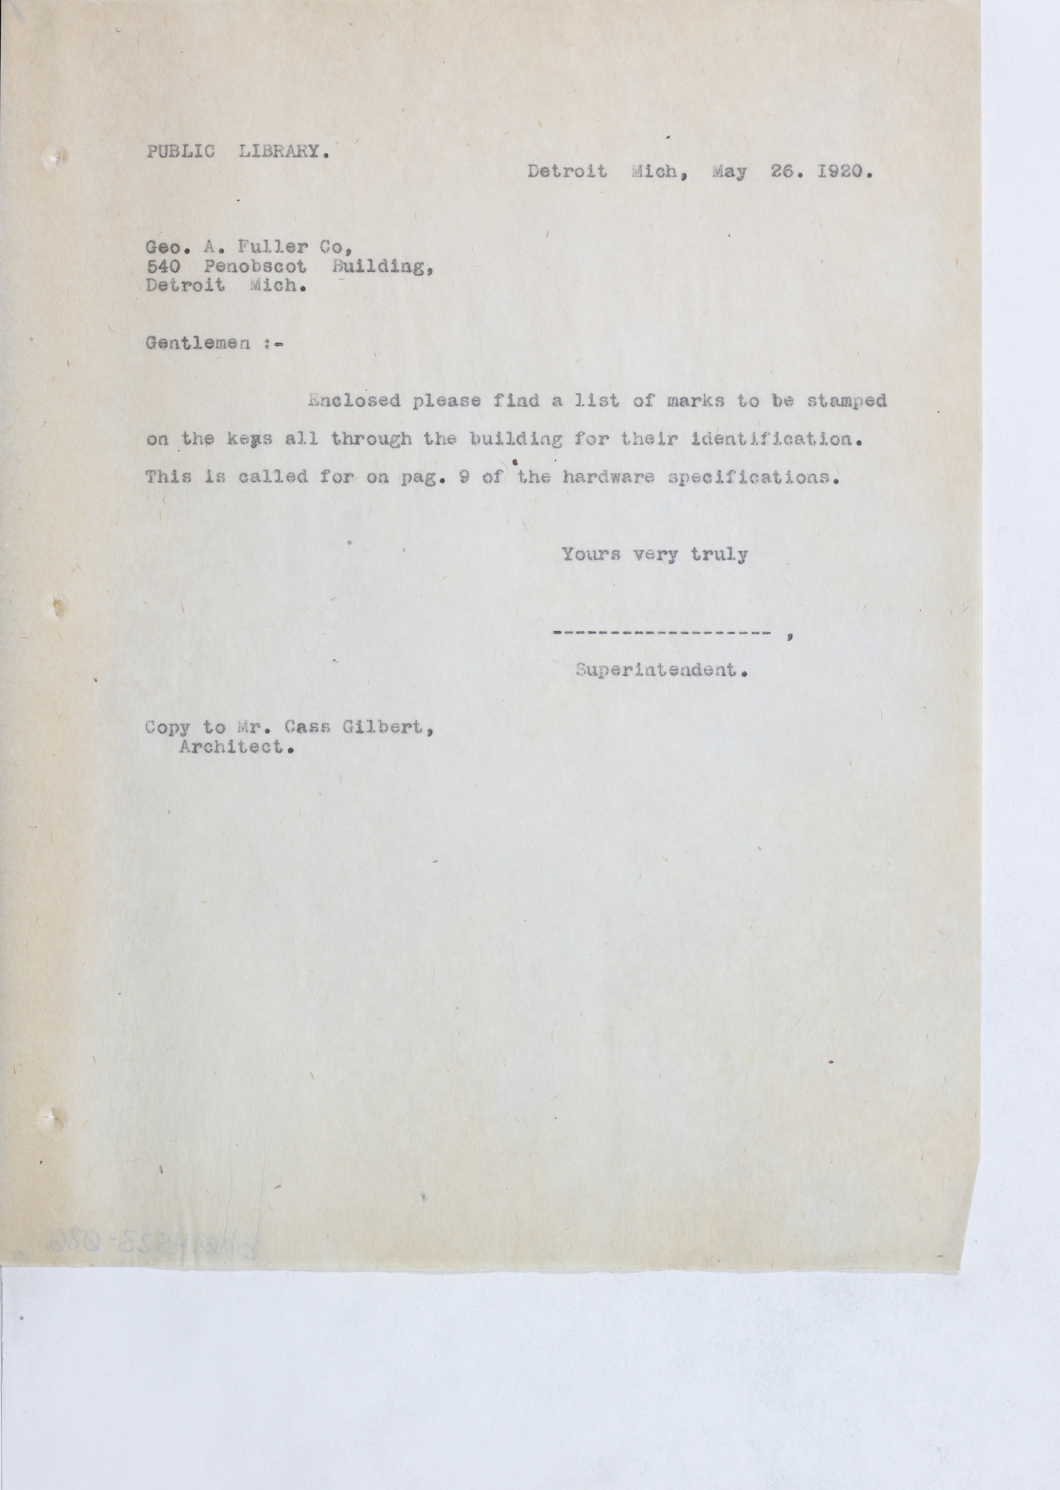 PUBLIC LIBRARY.
Detroit Mich, May 26. 1920.
Geo. A. Fuller Co,
540 Penobscot Building,
Detroit Mich.
Gentlemen :-
Enclosed please find a list of marks to be stamped
on the keys all through the building for their identification.
This is called for on pag. 9 of the hardware specifications.
Yours very truly
------------------- ,
Superintendent.
Copy to Mr. Cass Gilbert,
Architect.